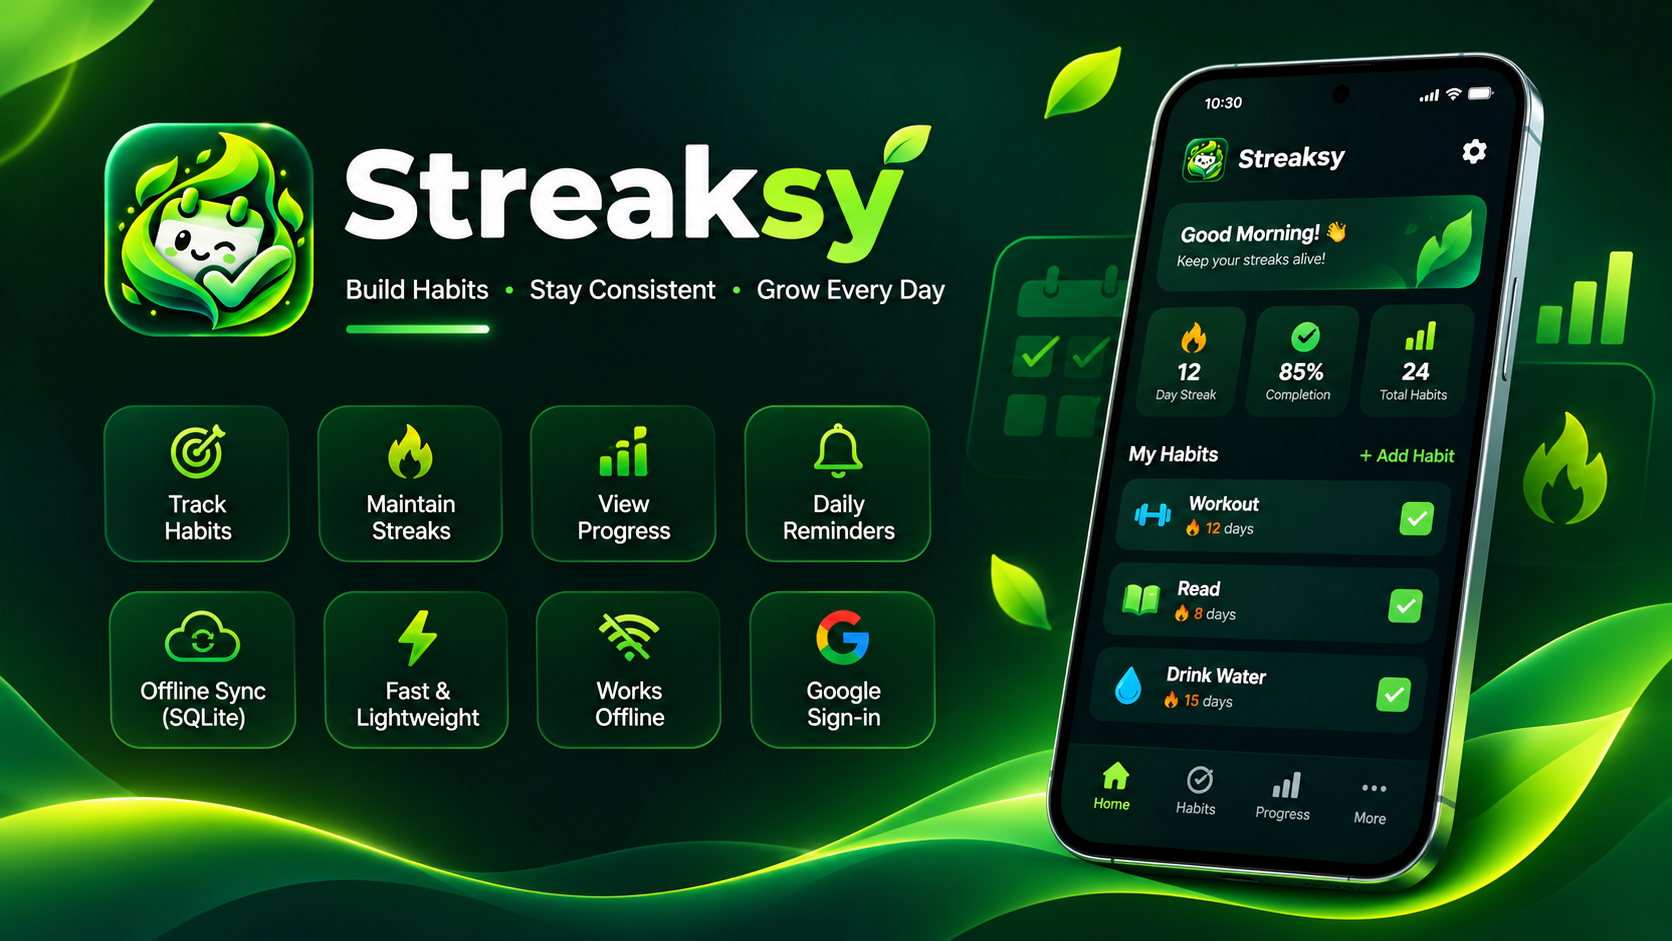 Streaksy
Build Habits • Stay Consistent • Grow Every Day
Track
Habits
Maintain
Streaks
View
Progress
Daily
Reminders
Offline Sync
(SQLite)
Fast &
Lightweight
Works
Offline
Google
Sign-in
10:30
Streaksy
Good Morning! 👋
Keep your streaks alive!
12
Day Streak
85%
Completion
24
Total Habits
My Habits
+ Add Habit
Workout
12 days
Read
8 days
Drink Water
15 days
Home
Habits
Progress
More